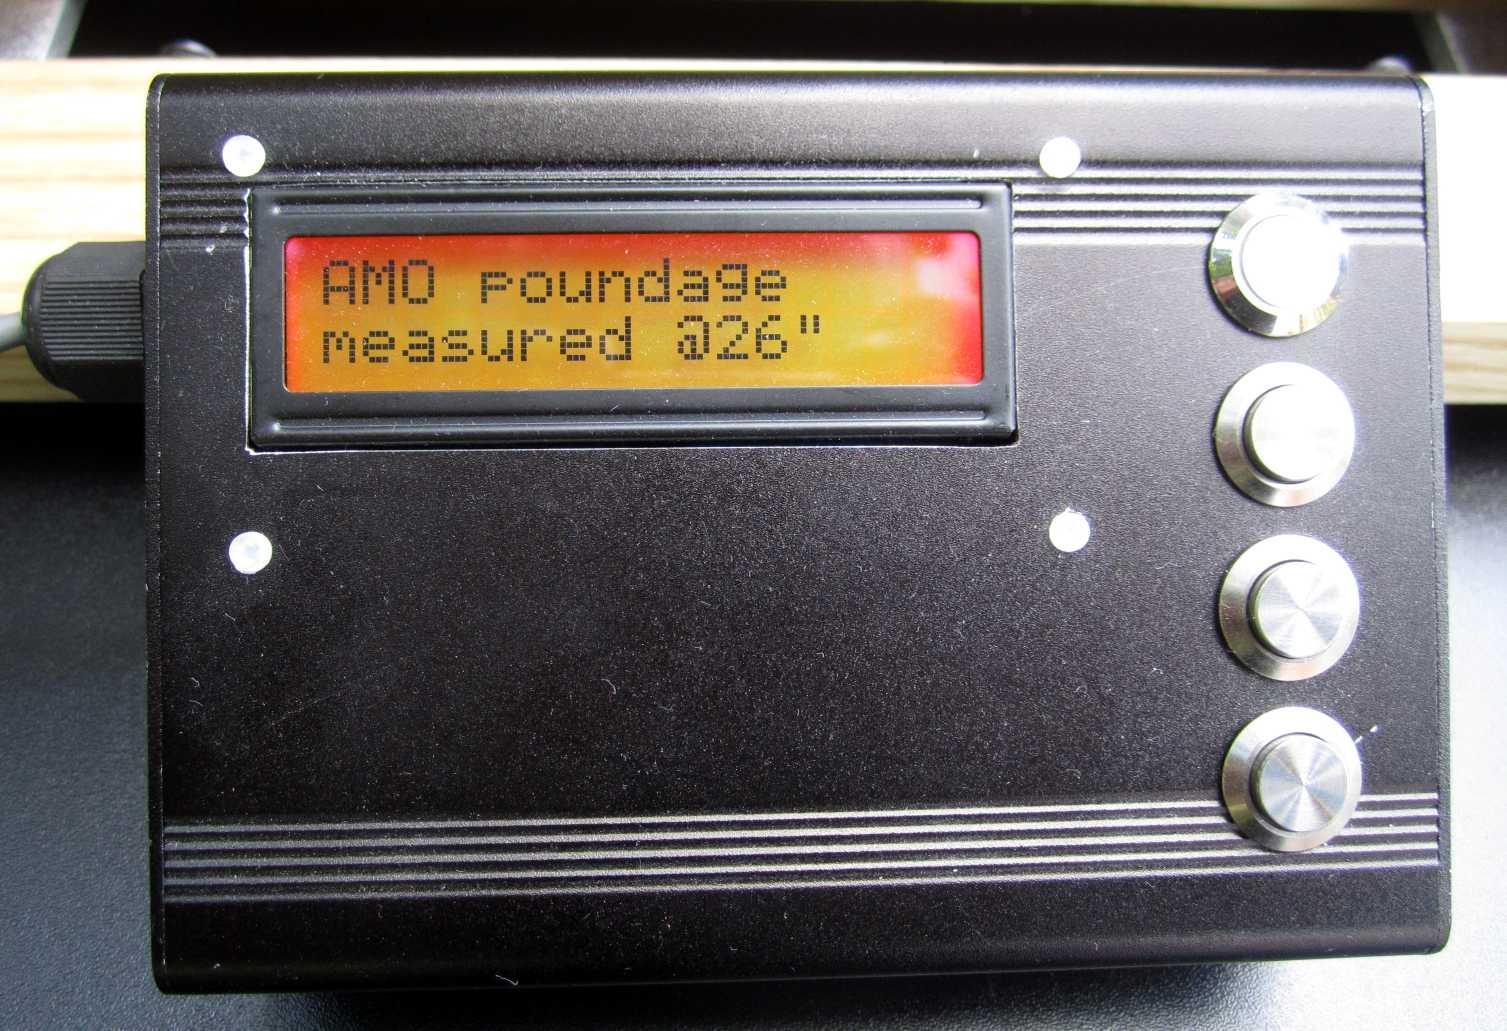 AMO poundage
measured @26"